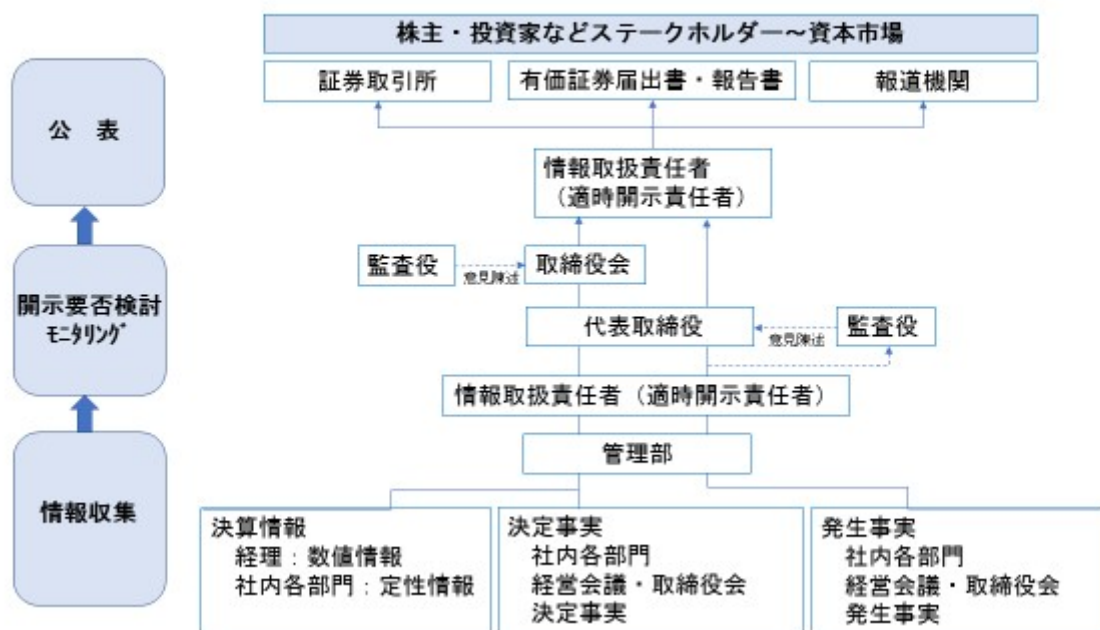 株主・投資家などステークホルダー～資本市場
証券取引所
有価証券届出書・報告書
報道機関
公　表
情報取扱責任者
（適時開示責任者）
監査役
意見陳述
取締役会
開示要否検討
ﾓﾆﾀﾘﾝｸﾞ
代表取締役
意見陳述
監査役
情報取扱責任者（適時開示責任者）
管理部
情報収集
決算情報
経理：数値情報
社内各部門：定性情報
決定事実
社内各部門
経営会議・取締役会
決定事実
発生事実
社内各部門
経営会議・取締役会
発生事実